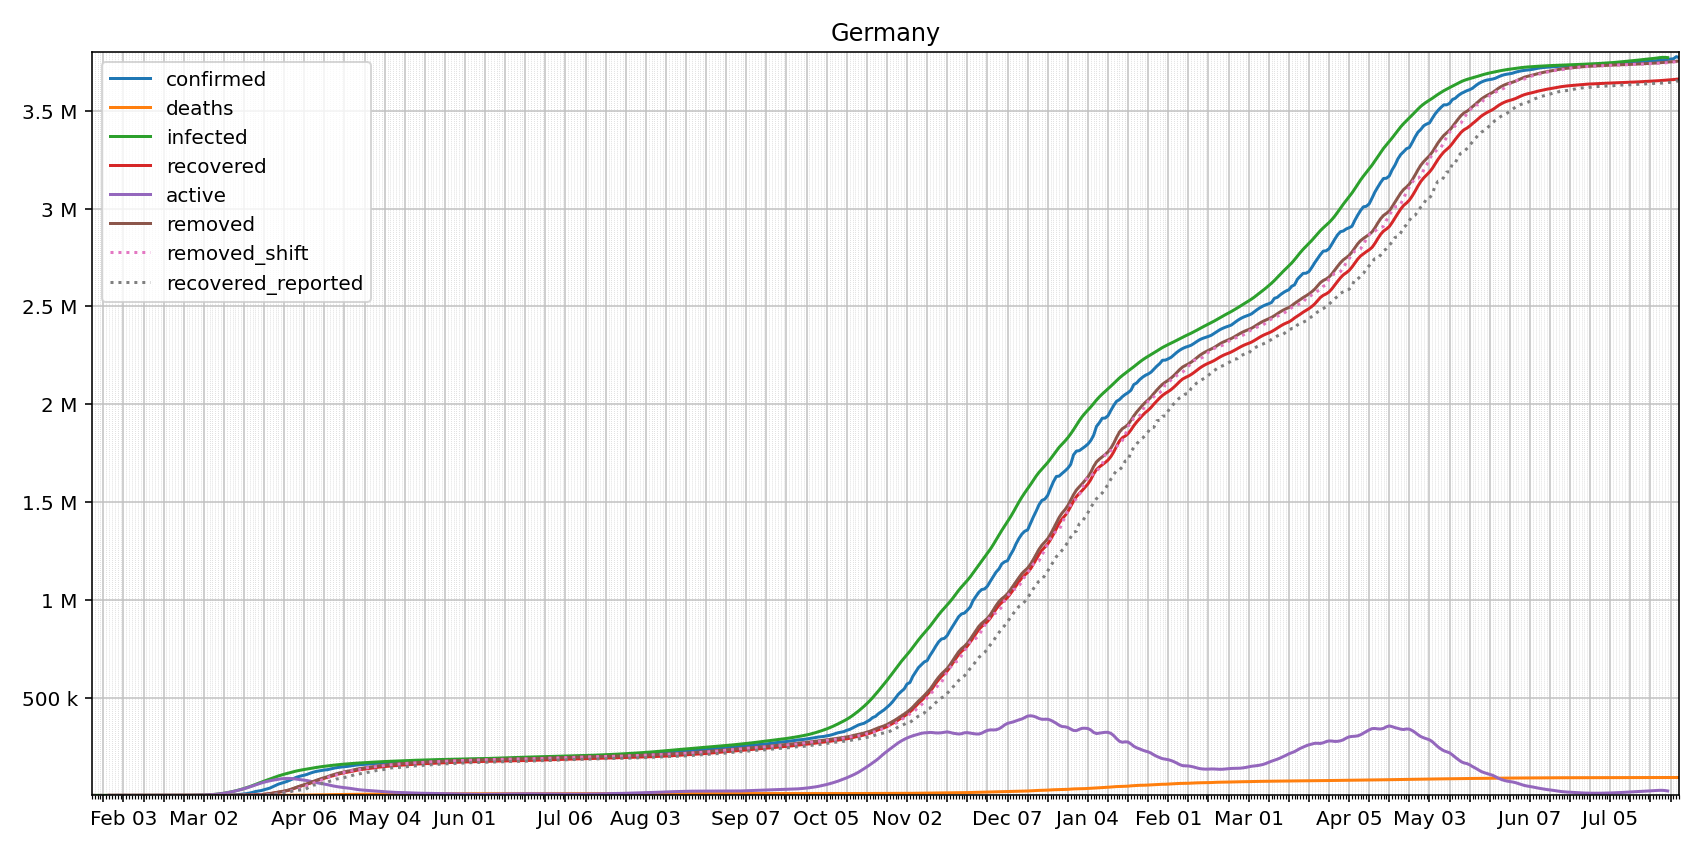 Germany
confirmed
deaths
infected
recovered
active
removed
removed_shift
recovered_reported
3.5 M
3 M
2.5 M
2 M
1.5 M
1 M
500 k
Feb 03 Mar 02 Apr 06 May 04 Jun 01 Jul 06 Aug 03 Sep 07 Oct 05 Nov 02 Dec 07 Jan 04 Feb 01 Mar 01 Apr 05 May 03 Jun 07 Jul 05